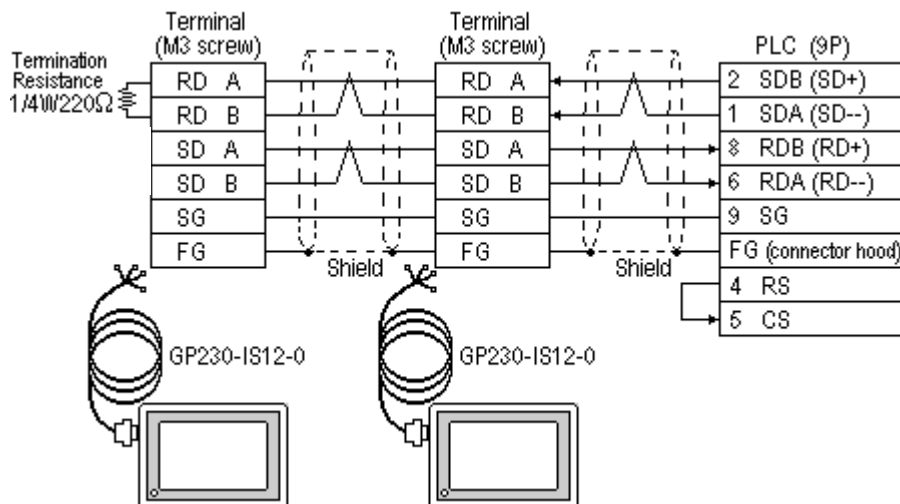 Termination
Resistance
1/4W220Ω
Terminal
(M3 screw)
RD A
RD B
SD A
SD B
SG
FG
Shield
Terminal
(M3 screw)
RD A
RD B
SD A
SD B
SG
FG
Shield
PLC (9P)
2 SDB (SD+)
1 SDA (SD--)
8 RDB (RD+)
6 RDA (RD--)
9 SG
FG (connector hood)
4 RS
5 CS
GP230-IS12-0
GP230-IS12-0